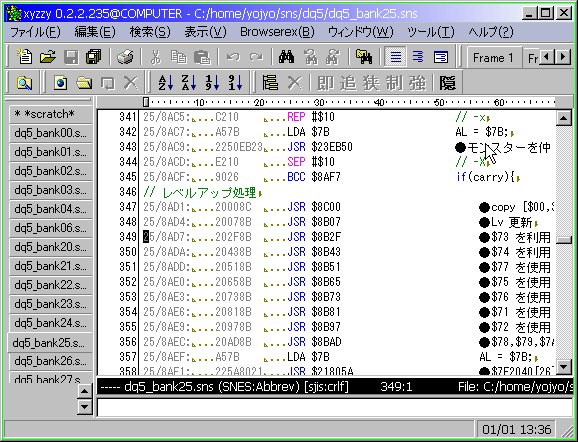 xyzzy 0.2.2.235@COMPUTER - C:/home/yojyo/sns/dq5/dq5_bank25.sns
ファイル(F) 編集(E) 検索(S) 表示(V) Browserex(B) ウィンドウ(W) ツール(T) ヘルプ(?)
Frame 1 Fr
A Z Z A 1 9 9 1 即 追 狭 制 強 隠
* *scratch*
dq5_bank00.s...
dq5_bank01.s...
dq5_bank02.s...
dq5_bank03.s...
dq5_bank04.s...
dq5_bank06.s...
dq5_bank20.s...
dq5_bank21.s...
dq5_bank22.s...
dq5_bank23.s...
dq5_bank24.s...
dq5_bank25.s...
dq5_bank26.s...
dq5_bank27.s...
0 10 20 30 40 50 60
341 25/8AC5:....C210 ....REP #$10 // -x
342 25/8AC7:....A57B ....LDA $7B AL = $7B;
343 25/8AC9:....2250EB23....JSR $23EB50 ●モンスターを仲
344 25/8ACD:....E210 ....SEP #$10 // -X
345 25/8ACF:....9026 ....BCC $8AF7 if(carry){
346 // レベルアップ処理
347 25/8AD1:....20008C ....JSR $8C00 ●copy [$00,$
348 25/8AD4:....20078B ....JSR $8B07 ●Lv 更新
349 25/8AD7:....202F8B ....JSR $8B2F ●$73 を利用
350 25/8ADA:....20438B ....JSR $8B43 ●$74 を利用
351 25/8ADD:....20518B ....JSR $8B51 ●$77 を使用
352 25/8AE0:....20658B ....JSR $8B65 ●$75 を使用
353 25/8AE3:....20738B ....JSR $8B73 ●$76 を使用
354 25/8AE6:....20818B ....JSR $8B81 ●$71 を使用
355 25/8AE9:....20978B ....JSR $8B97 ●$72 を使用
356 25/8AEC:....20AD8B ....JSR $8BAD ●$78,$79,$7A
357 25/8AEF:....A57B ....LDA $7B AL = $7B;
358 25/8AF1:....225A8021....JSR $21805A ●$7F2040[26]
----- dq5_bank25.sns (SNES:Abbrev) [sjis:crlf] 349:1 File: C:/home/yojyo/s
01/01 13:36